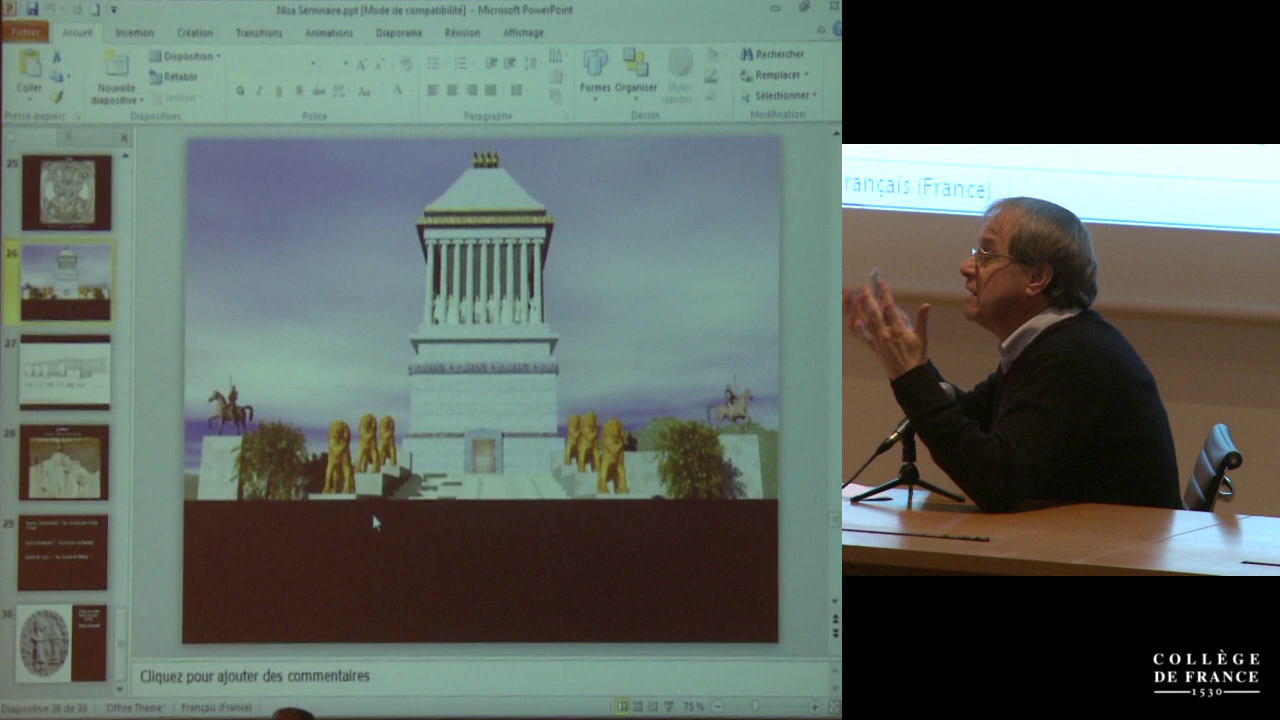 Nisa Séminaire.ppt [Mode de compatibilité] - Microsoft PowerPoint
Fichier Accueil Insertion Création Transitions Animations Diaporama Révision Affichage
Coller
Nouvelle diapositive
Disposition
Rétablir
Section
Formes Organiser Styles rapides
Rechercher
Remplacer
Sélectionner
Presse-papiers Diapositives Police Paragraphe Dessin Modification
25
26
27
28
29
30
Cliquez pour ajouter des commentaires
Diapositive 26 de 30 "Office Theme" Français (France) 75 %
rançais (France)
COLLÈGE
DE FRANCE
1530